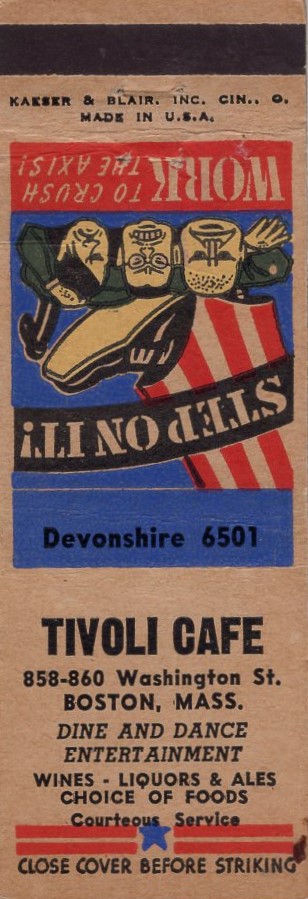 KAESER & BLAIR, INC. CIN., O.
MADE IN U.S.A.
STEP ON IT!
WORK TO CRUSH
THE AXIS!
Devonshire 6501
TIVOLI CAFE
858-860 Washington St.
BOSTON, MASS.
DINE AND DANCE
ENTERTAINMENT
WINES - LIQUORS & ALES
CHOICE OF FOODS
Courteous Service
CLOSE COVER BEFORE STRIKING